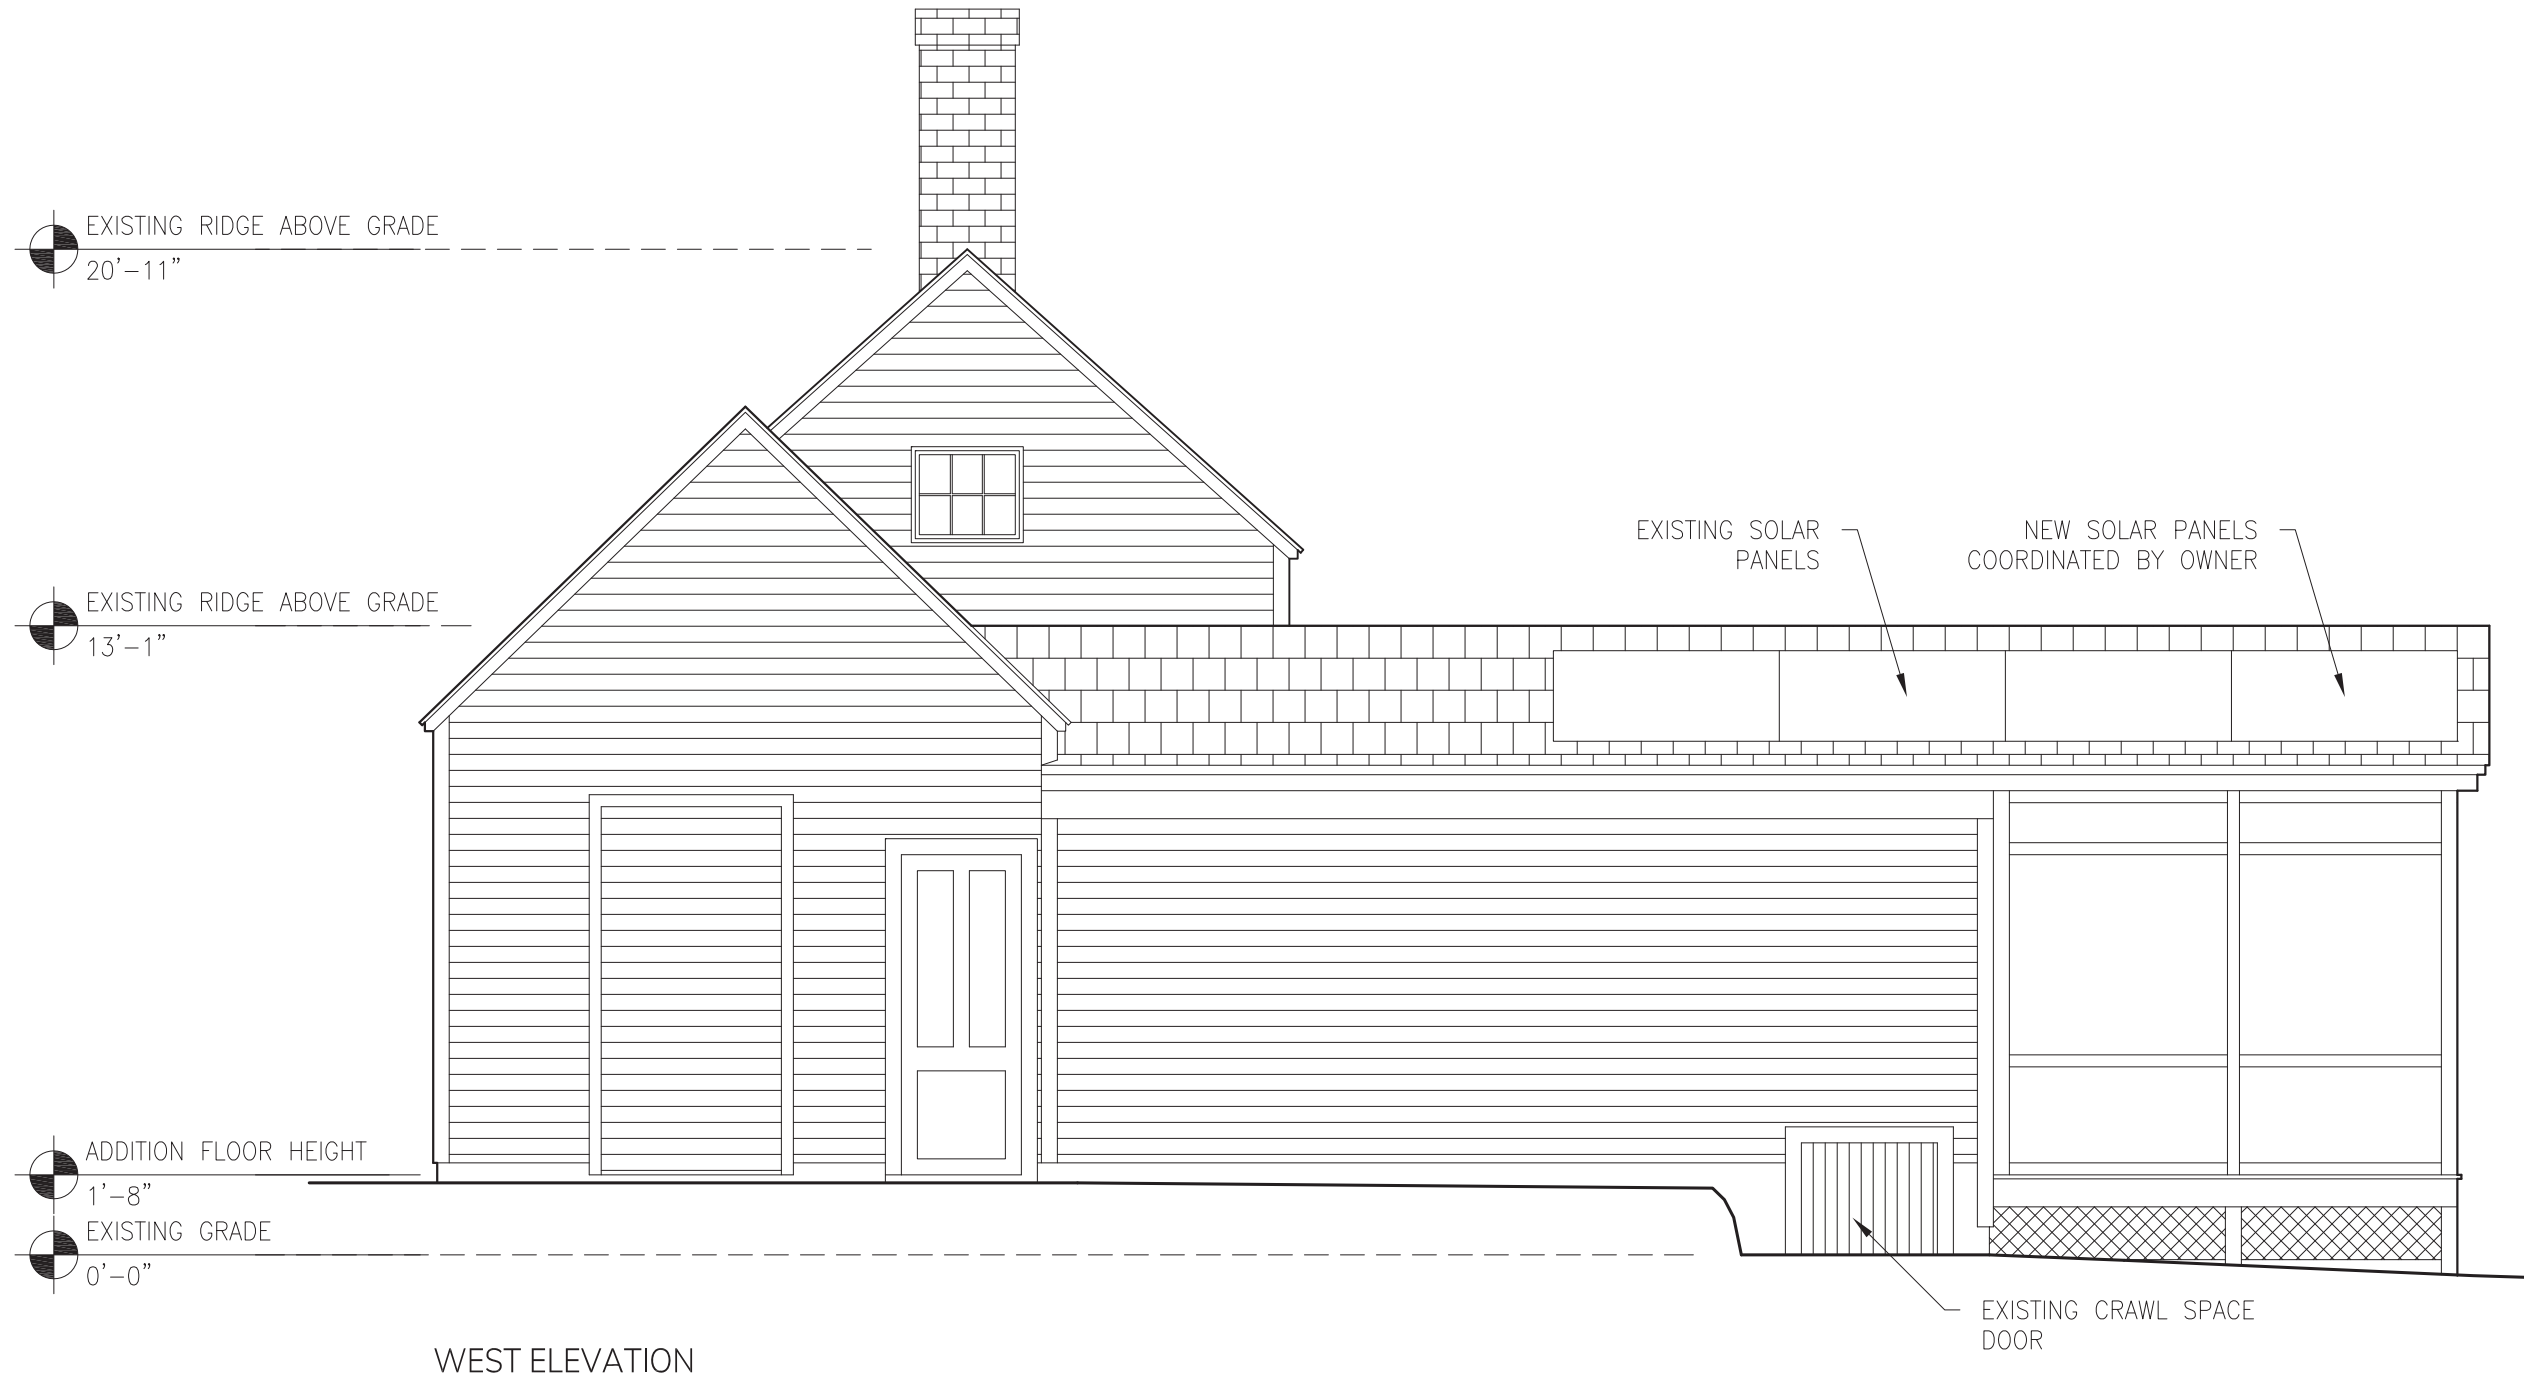 EXISTING RIDGE ABOVE GRADE
20'-11"
EXISTING SOLAR
PANELS
NEW SOLAR PANELS
COORDINATED BY OWNER
EXISTING RIDGE ABOVE GRADE
13'-1"
ADDITION FLOOR HEIGHT
1'-8"
EXISTING GRADE
0'-0"
EXISTING CRAWL SPACE
DOOR
WEST ELEVATION